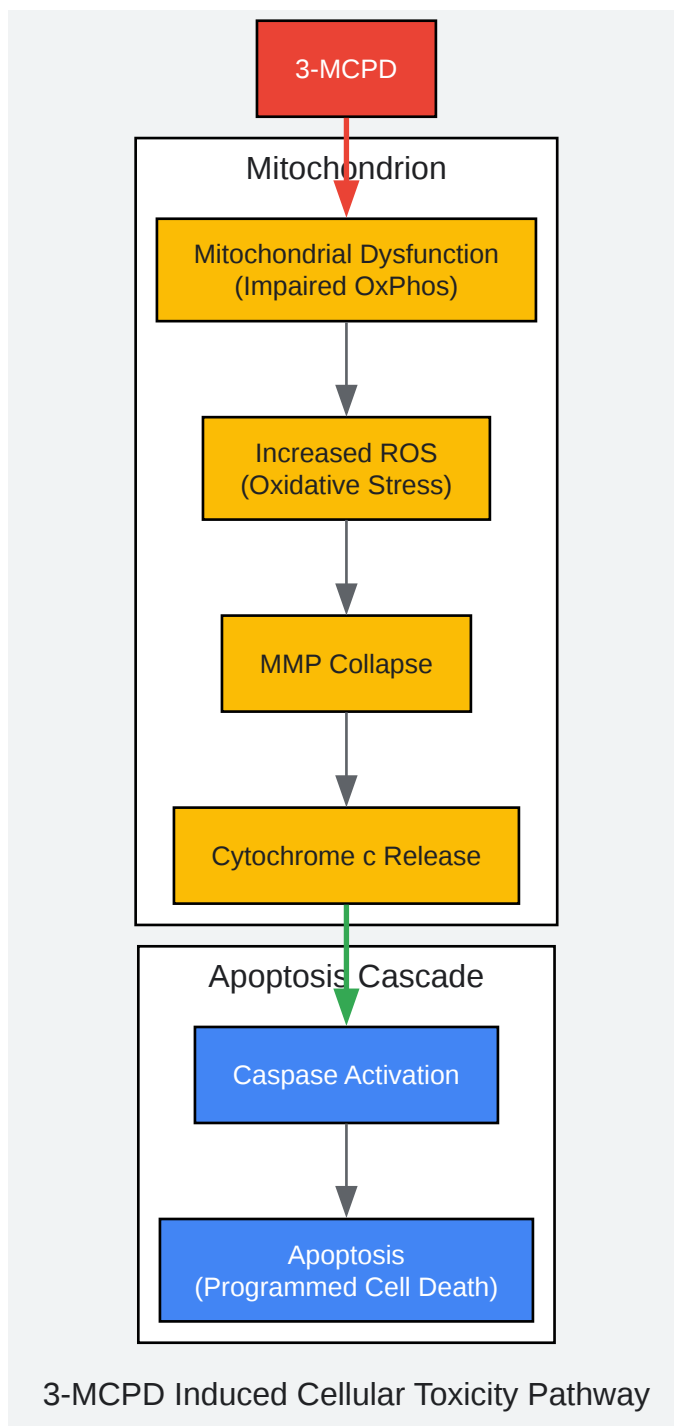 3-MCPD
Mitochondrion
Mitochondrial Dysfunction
(Impaired OxPhos)
Increased ROS
(Oxidative Stress)
MMP Collapse
Cytochrome c Release
Apoptosis Cascade
Caspase Activation
Apoptosis
(Programmed Cell Death)
3-MCPD Induced Cellular Toxicity Pathway